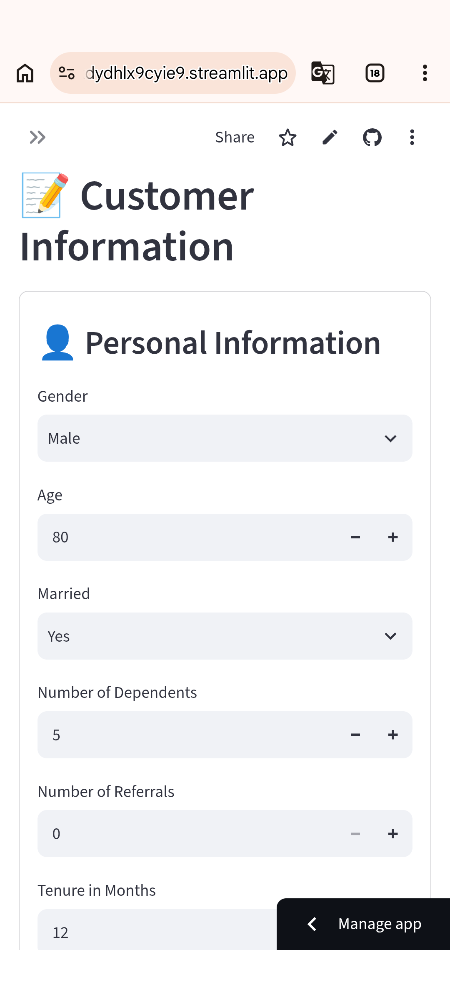 dydhlx9cyie9.streamlit.app
18
Share
Customer
Information
Personal Information
Gender
Male
Age
80
Married
Yes
Number of Dependents
5
Number of Referrals
0
Tenure in Months
12
Manage app